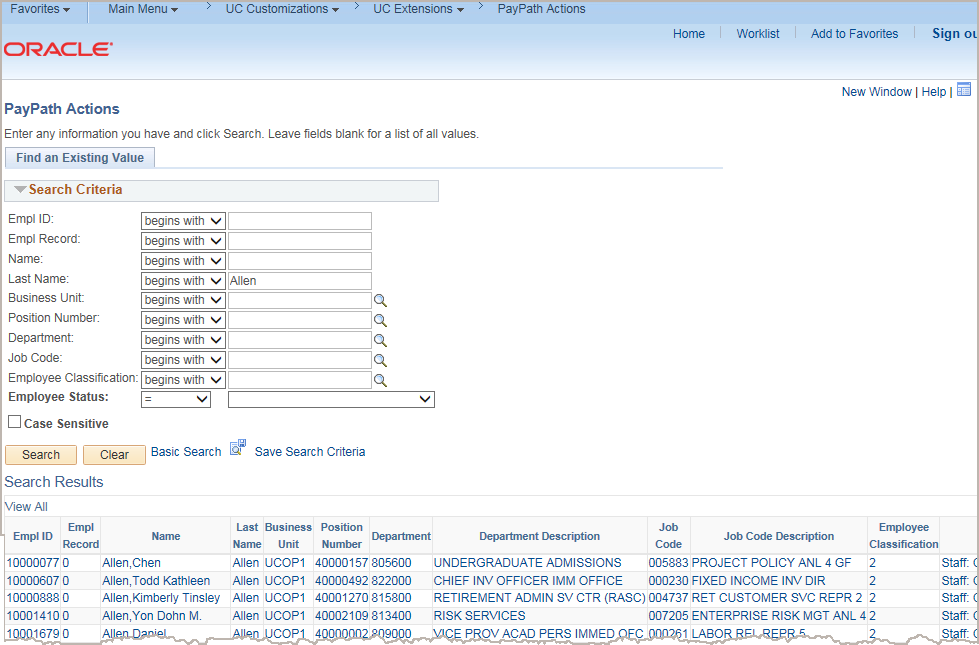 Favorites Main Menu > UC Customizations > UC Extensions > PayPath Actions
Home Worklist Add to Favorites Sign ou
ORACLE®
New Window | Help |
PayPath Actions
Enter any information you have and click Search. Leave fields blank for a list of all values.
Find an Existing Value
Search Criteria
Empl ID: begins with
Empl Record: begins with
Name: begins with
Last Name: begins with Allen
Business Unit: begins with
Position Number: begins with
Department: begins with
Job Code: begins with
Employee Classification: begins with
Employee Status: =
Case Sensitive
Search Clear Basic Search Save Search Criteria
Search Results
View All
Empl ID Empl Record Name Last Name Business Unit Position Number Department Department Description Job Code Job Code Description Employee Classification
10000077 0 Allen,Chen Allen UCOP1 40000157 805600 UNDERGRADUATE ADMISSIONS 005883 PROJECT POLICY ANL 4 GF 2 Staff: C
10000607 0 Allen,Todd Kathleen Allen UCOP1 40000492 822000 CHIEF INV OFFICER IMM OFFICE 000230 FIXED INCOME INV DIR 2 Staff: C
10000888 0 Allen,Kimberly Tinsley Allen UCOP1 40001270 815800 RETIREMENT ADMIN SV CTR (RASC) 004737 RET CUSTOMER SVC REPR 2 2 Staff: C
10001410 0 Allen,Yon Dohn M. Allen UCOP1 40002109 813400 RISK SERVICES 007205 ENTERPRISE RISK MGT ANL 4 2 Staff: C
10001679 0 Allen,Daniel Allen UCOP1 40000002 809000 VICE PROV ACAD PERS IMMED OFC 000261 LABOR REL REPR 5 2 Staff: C